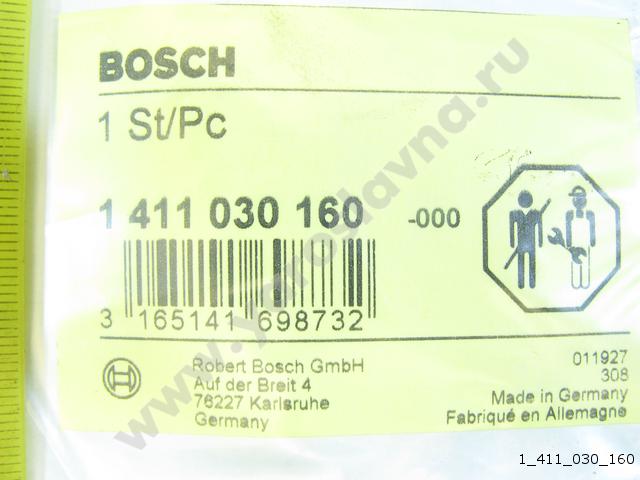 BOSCH
1 St/Pc
1 411 030 160 -000
3 165141 698732
Robert Bosch GmbH
Auf der Breit 4
76227 Karlsruhe
Germany
011927
308
Made in Germany
Fabriqué en Allemagne
www.yaroslavna.ru
1_411_030_160